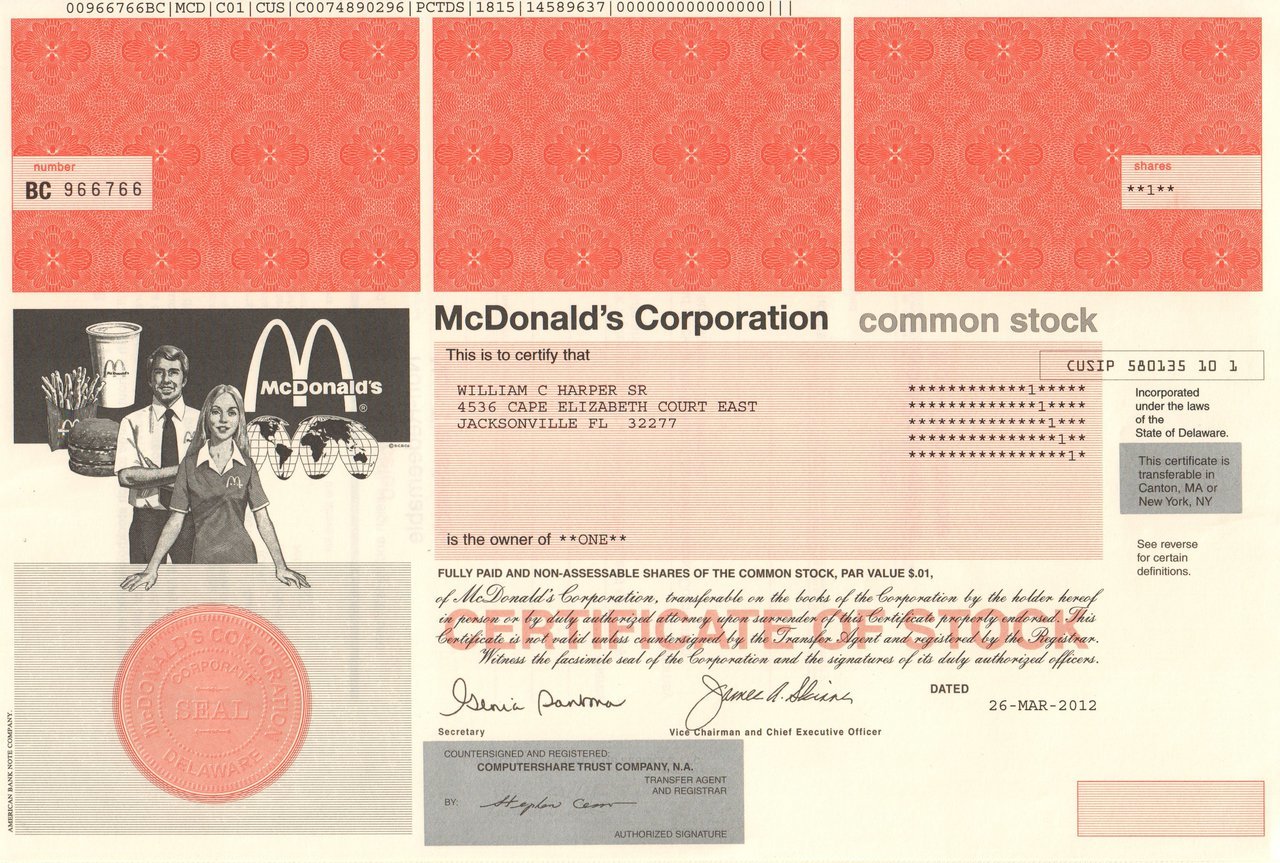 00966766BC|MCD|C01|CUS|C0074890296|PCTDS|1815|14589637|000000000000000|||
number
BC 966766
shares
**1**
McDonald's Corporation common stock
McDonald's
®
This is to certify that
CUSIP 580135 10 1
WILLIAM C HARPER SR
4536 CAPE ELIZABETH COURT EAST
JACKSONVILLE FL 32277
************1*****
*************1****
**************1***
***************1**
****************1*
Incorporated
under the laws
of the
State of Delaware.
This certificate is
transferable in
Canton, MA or
New York, NY
is the owner of **ONE**
See reverse
for certain
definitions.
FULLY PAID AND NON-ASSESSABLE SHARES OF THE COMMON STOCK, PAR VALUE $.01,
of McDonald's Corporation, transferable on the books of the Corporation by the holder hereof
in person or by duly authorized attorney upon surrender of this Certificate properly endorsed. This
Certificate is not valid unless countersigned by the Transfer Agent and registered by the Registrar.
Witness the facsimile seal of the Corporation and the signatures of its duly authorized officers.
CERTIFICATE OF STOCK
McDONALD'S CORPORATION
CORPORATE
SEAL
DELAWARE
Gloria Santona
James A. Skinner
DATED
26-MAR-2012
Secretary
Vice Chairman and Chief Executive Officer
COUNTERSIGNED AND REGISTERED:
COMPUTERSHARE TRUST COMPANY, N.A.
TRANSFER AGENT
AND REGISTRAR
BY:
AUTHORIZED SIGNATURE
AMERICAN BANK NOTE COMPANY.